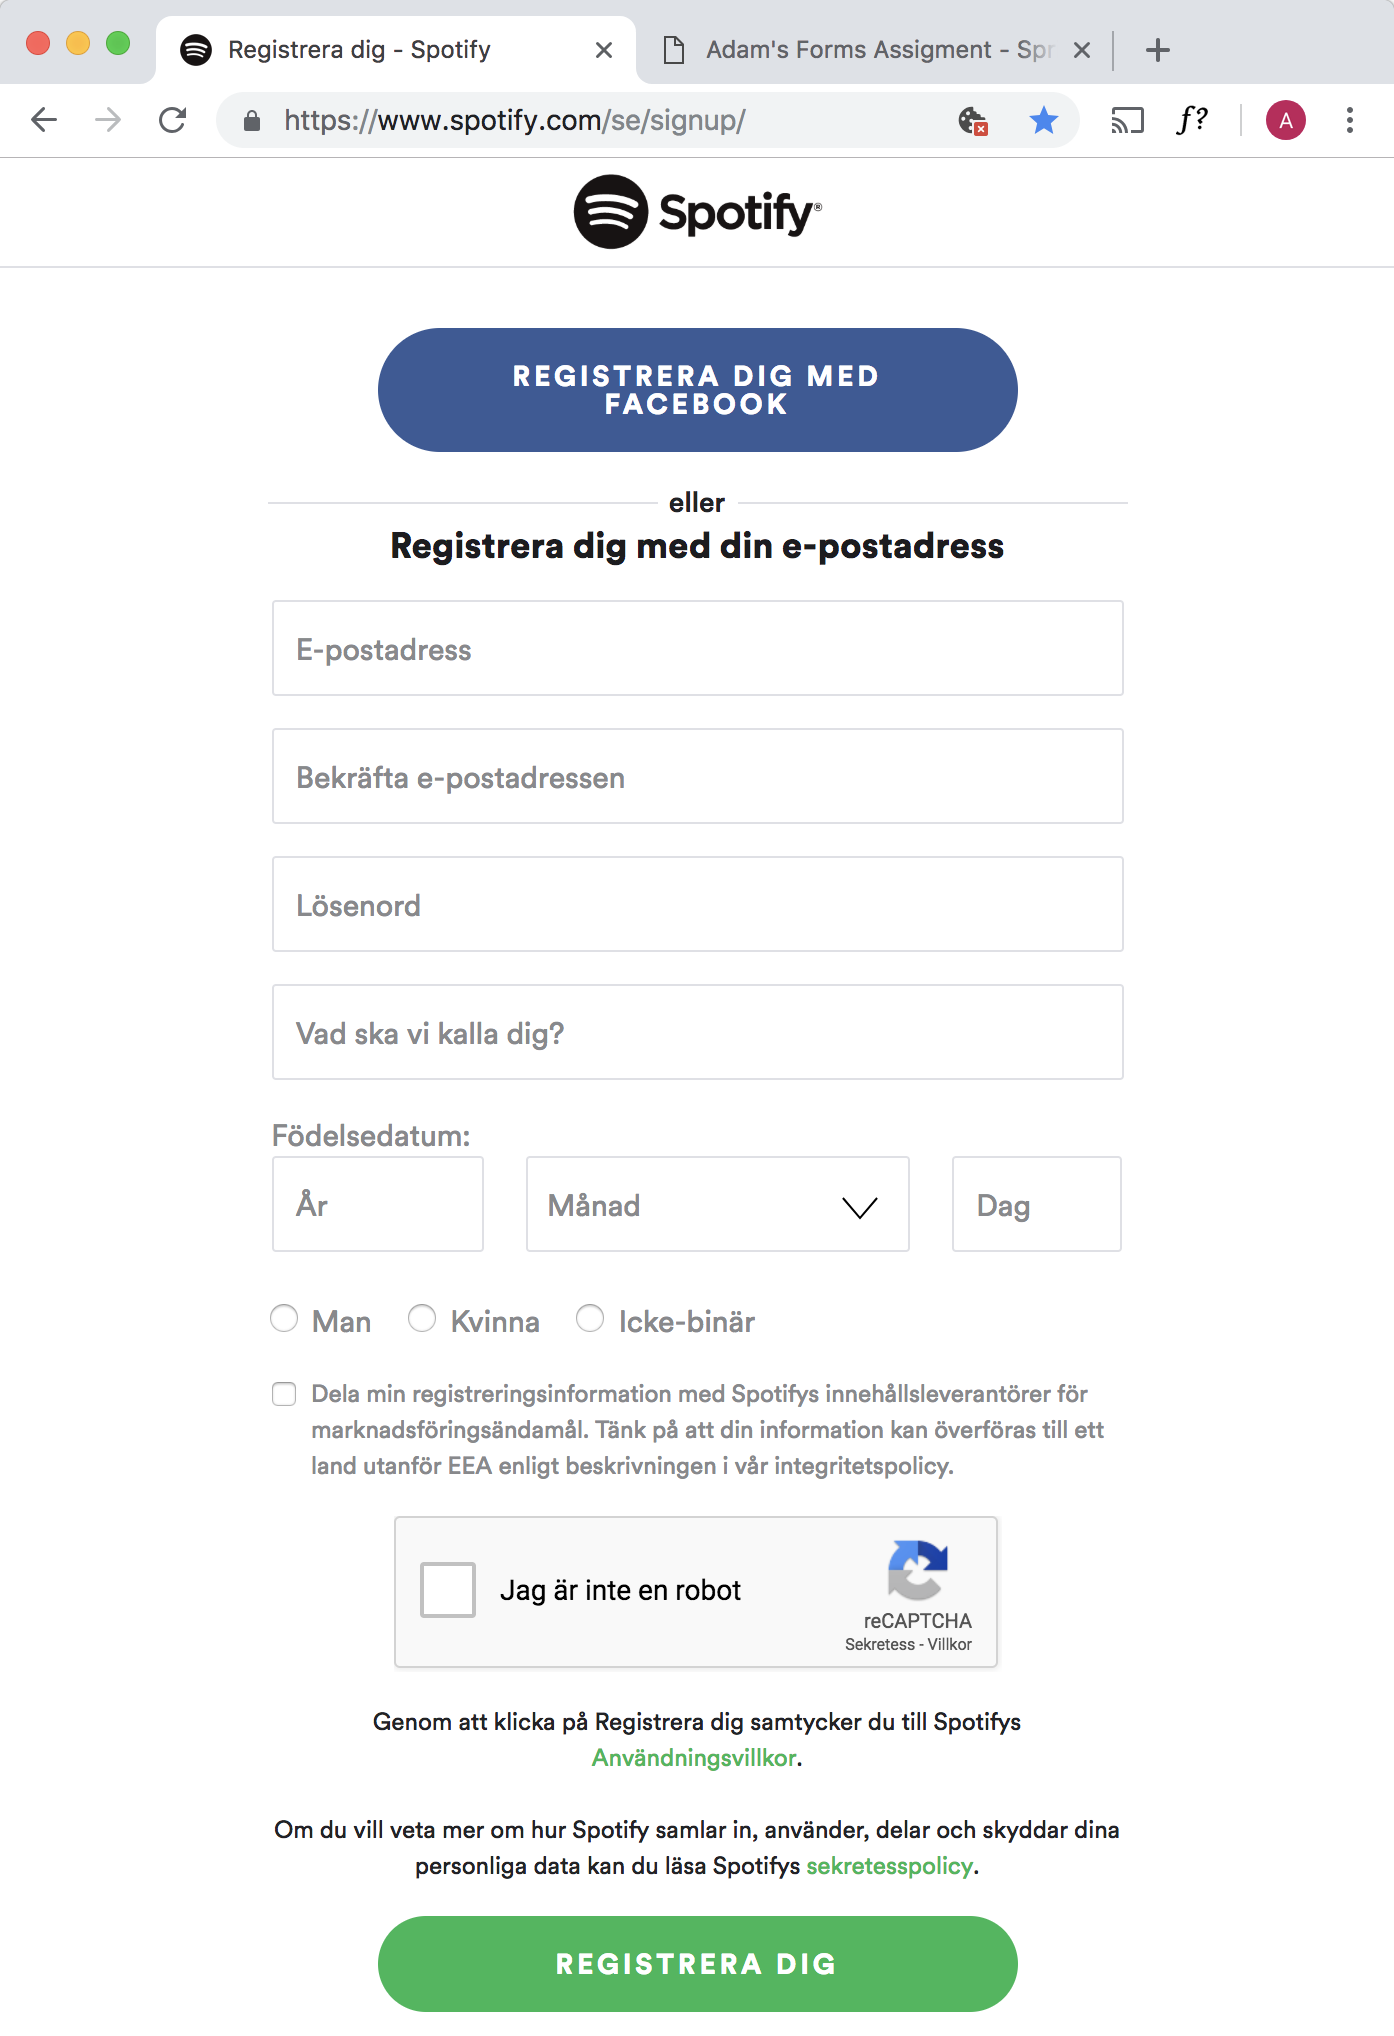 Registrera dig - Spotify
Adam's Forms Assigment - Spr
https://www.spotify.com/se/signup/
f?
A
Spotify®
REGISTRERA DIG MED
FACEBOOK
eller
Registrera dig med din e-postadress
E-postadress
Bekräfta e-postadressen
Lösenord
Vad ska vi kalla dig?
Födelsedatum:
År
Månad
Dag
Man
Kvinna
Icke-binär
Dela min registreringsinformation med Spotifys innehållsleverantörer för
marknadsföringsändamål. Tänk på att din information kan överföras till ett
land utanför EEA enligt beskrivningen i vår integritetspolicy.
Jag är inte en robot
reCAPTCHA
Sekretess - Villkor
Genom att klicka på Registrera dig samtycker du till Spotifys
Användningsvillkor.
Om du vill veta mer om hur Spotify samlar in, använder, delar och skyddar dina
personliga data kan du läsa Spotifys sekretesspolicy.
REGISTRERA DIG